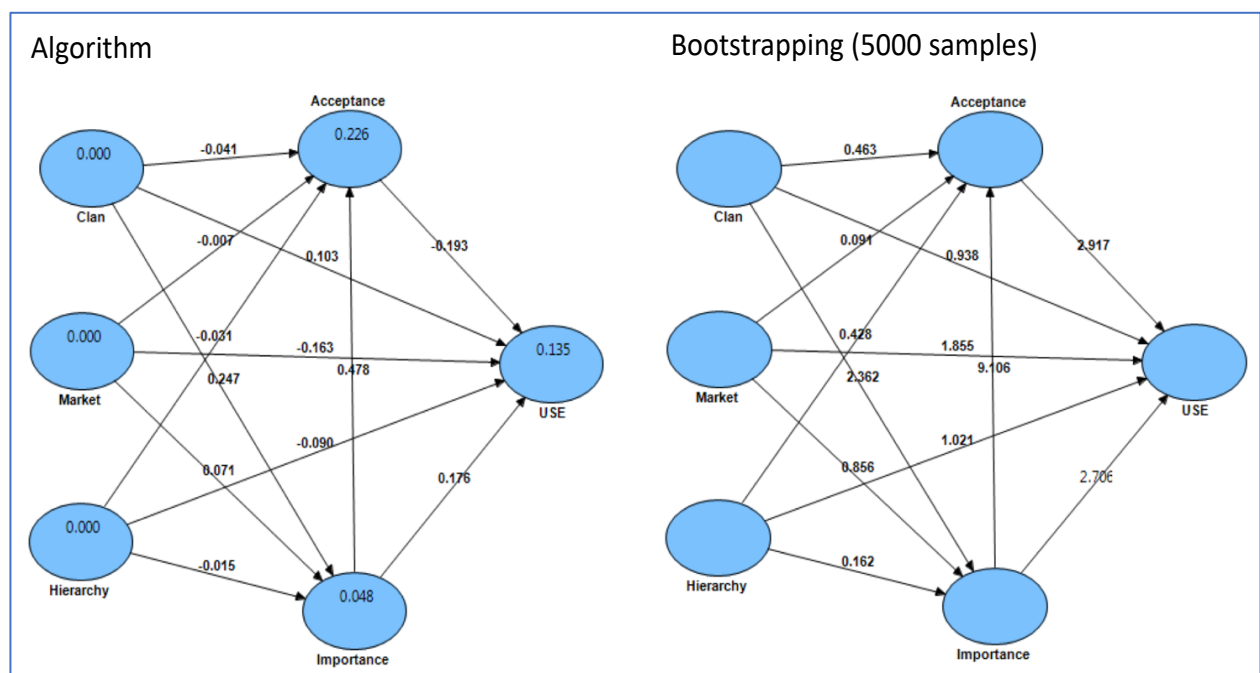 Algorithm
Acceptance
0.226
0.000
Clan
-0.041
-0.007
0.103
-0.193
0.000
Market
-0.031
-0.163
0.247
0.478
0.135
USE
-0.090
0.071
0.176
0.000
Hierarchy
-0.015
0.048
Importance
Bootstrapping (5000 samples)
Acceptance
0.463
Clan
0.091
0.938
2.917
Market
0.428
1.855
2.362
9.106
USE
1.021
0.856
2.706
Hierarchy
0.162
Importance